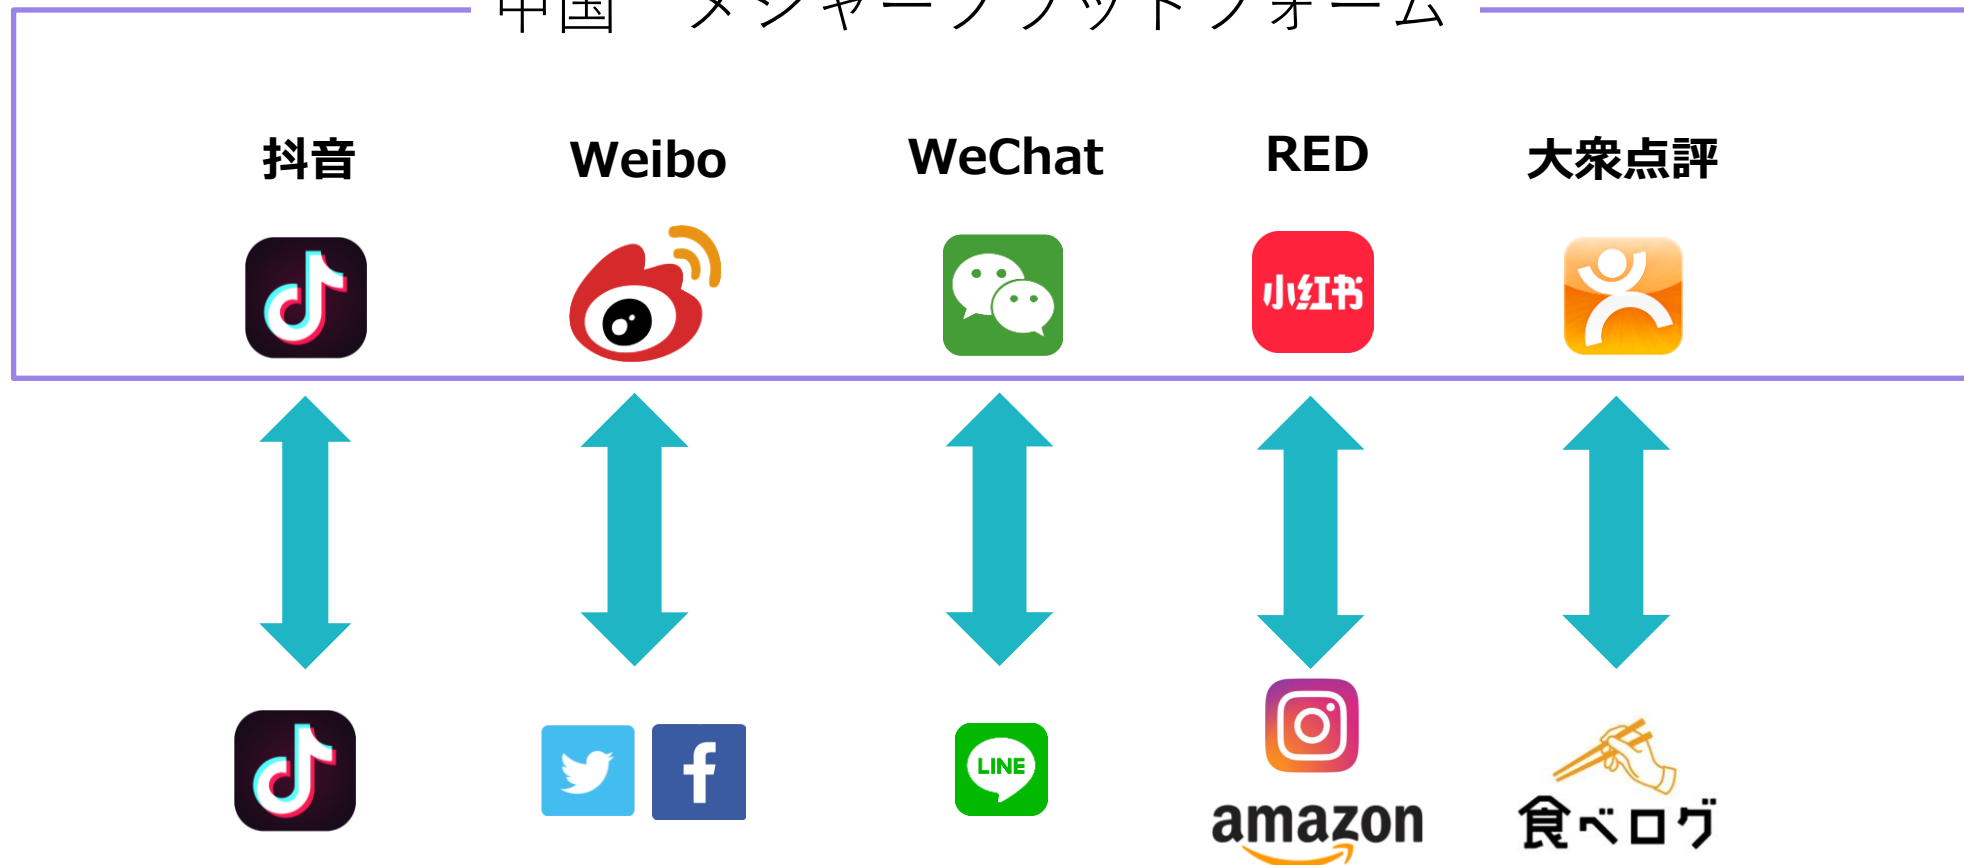 中国 メジャープラットフォーム
抖音 Weibo WeChat RED 大衆点評
小红书
LINE
amazon
食べログ